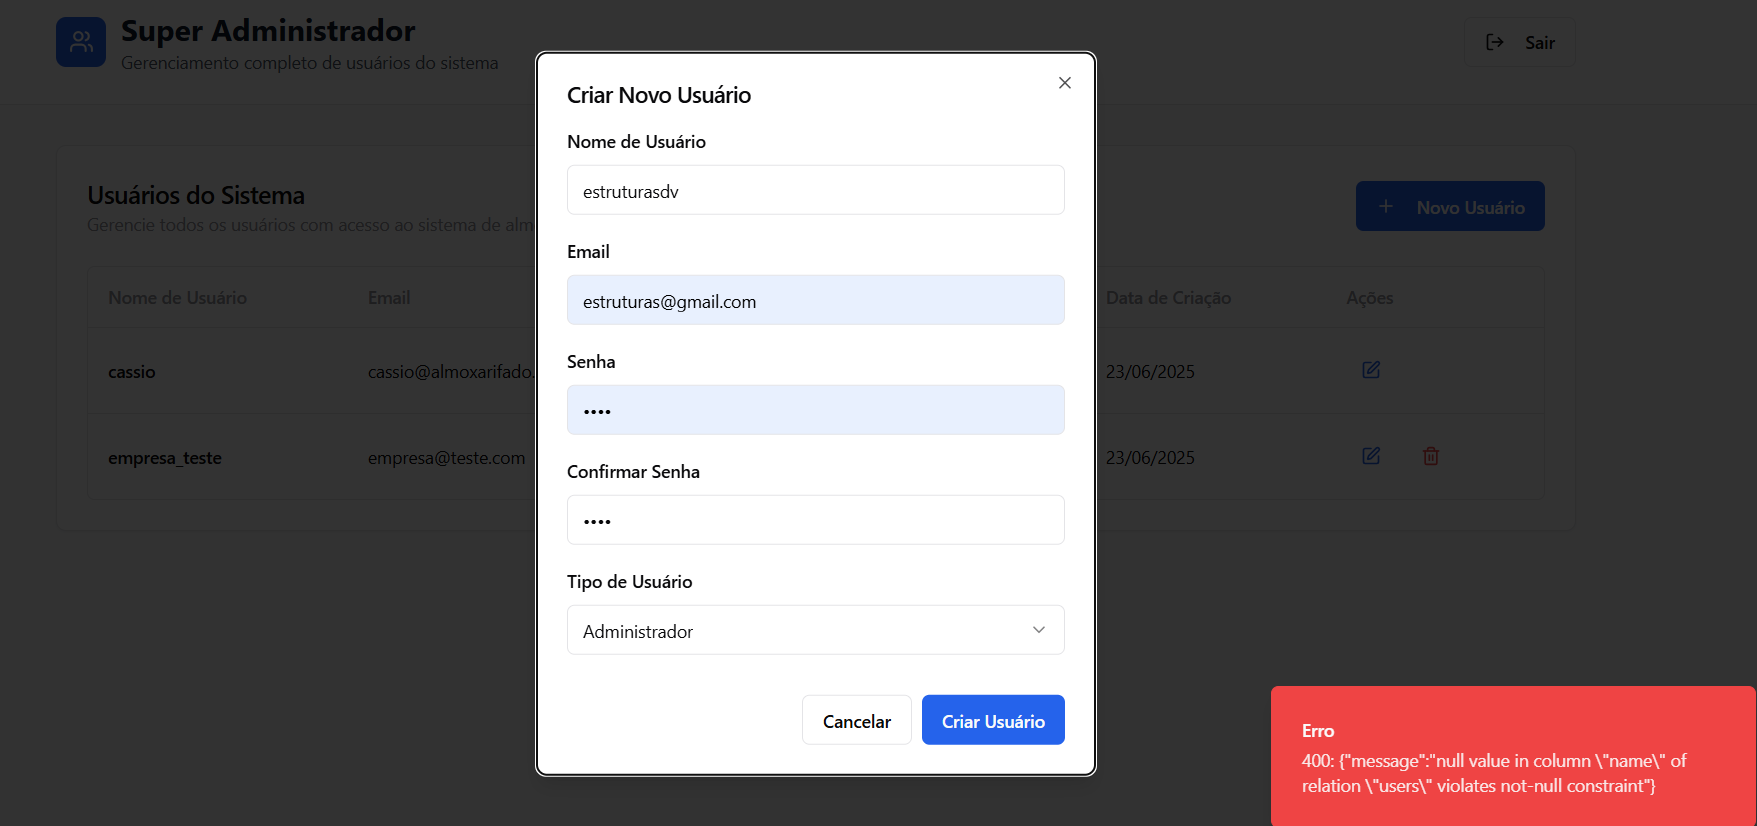 Super Administrador
Gerenciamento completo de usuários do sistema
Sair
Criar Novo Usuário
Nome de Usuário
estruturasdv
Email
estruturas@gmail.com
Senha
••••
Confirmar Senha
••••
Tipo de Usuário
Administrador
Cancelar
Criar Usuário
Usuários do Sistema
Gerencie todos os usuários com acesso ao sistema de
Novo Usuário
Nome de Usuário Email Data de Criação Ações
cassio cassio@almoxarifado. 23/06/2025
empresa_teste empresa@teste.com 23/06/2025
Erro
400: {"message":"null value in column \"name\" of
relation \"users\" violates not-null constraint"}